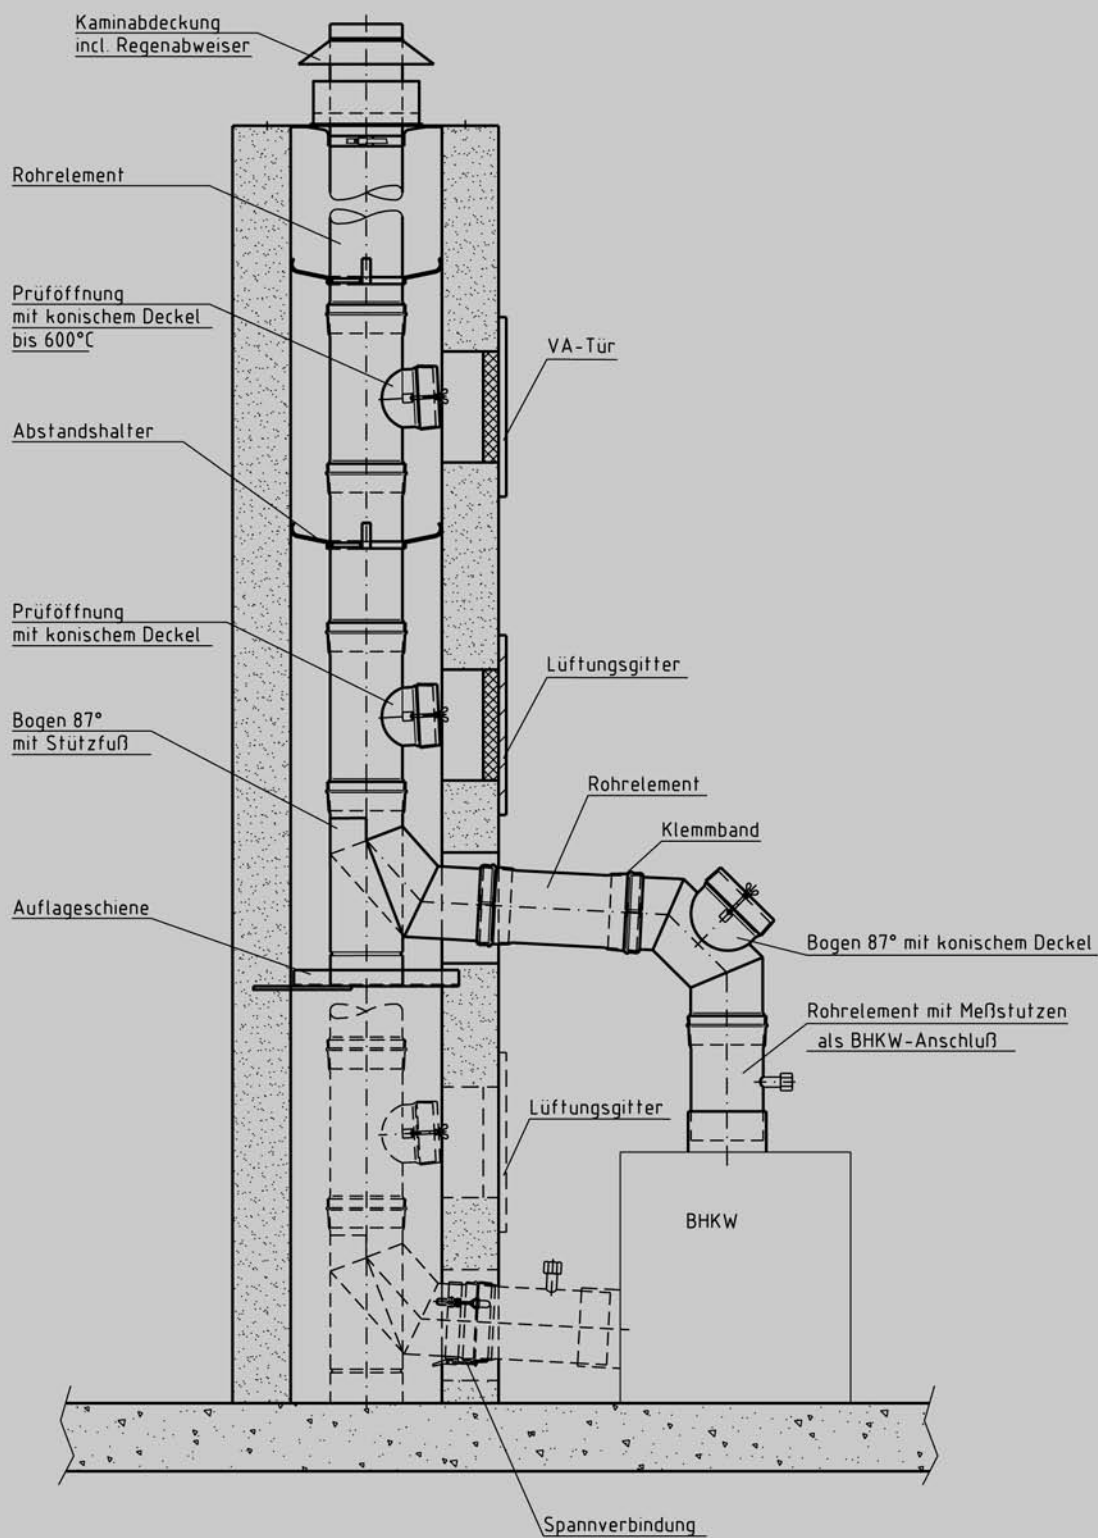 Kaminabdeckung
incl. Regenabweiser
Rohrelement
Prüföffnung
mit konischem Deckel
bis 600°C
VA-Tür
Abstandshalter
Prüföffnung
mit konischem Deckel
Lüftungsgitter
Bogen 87°
mit Stützfuß
Rohrelement
Klemmband
Auflageschiene
Bogen 87° mit konischem Deckel
Rohrelement mit Meßstutzen
als BHKW-Anschluß
Lüftungsgitter
BHKW
Spannverbindung